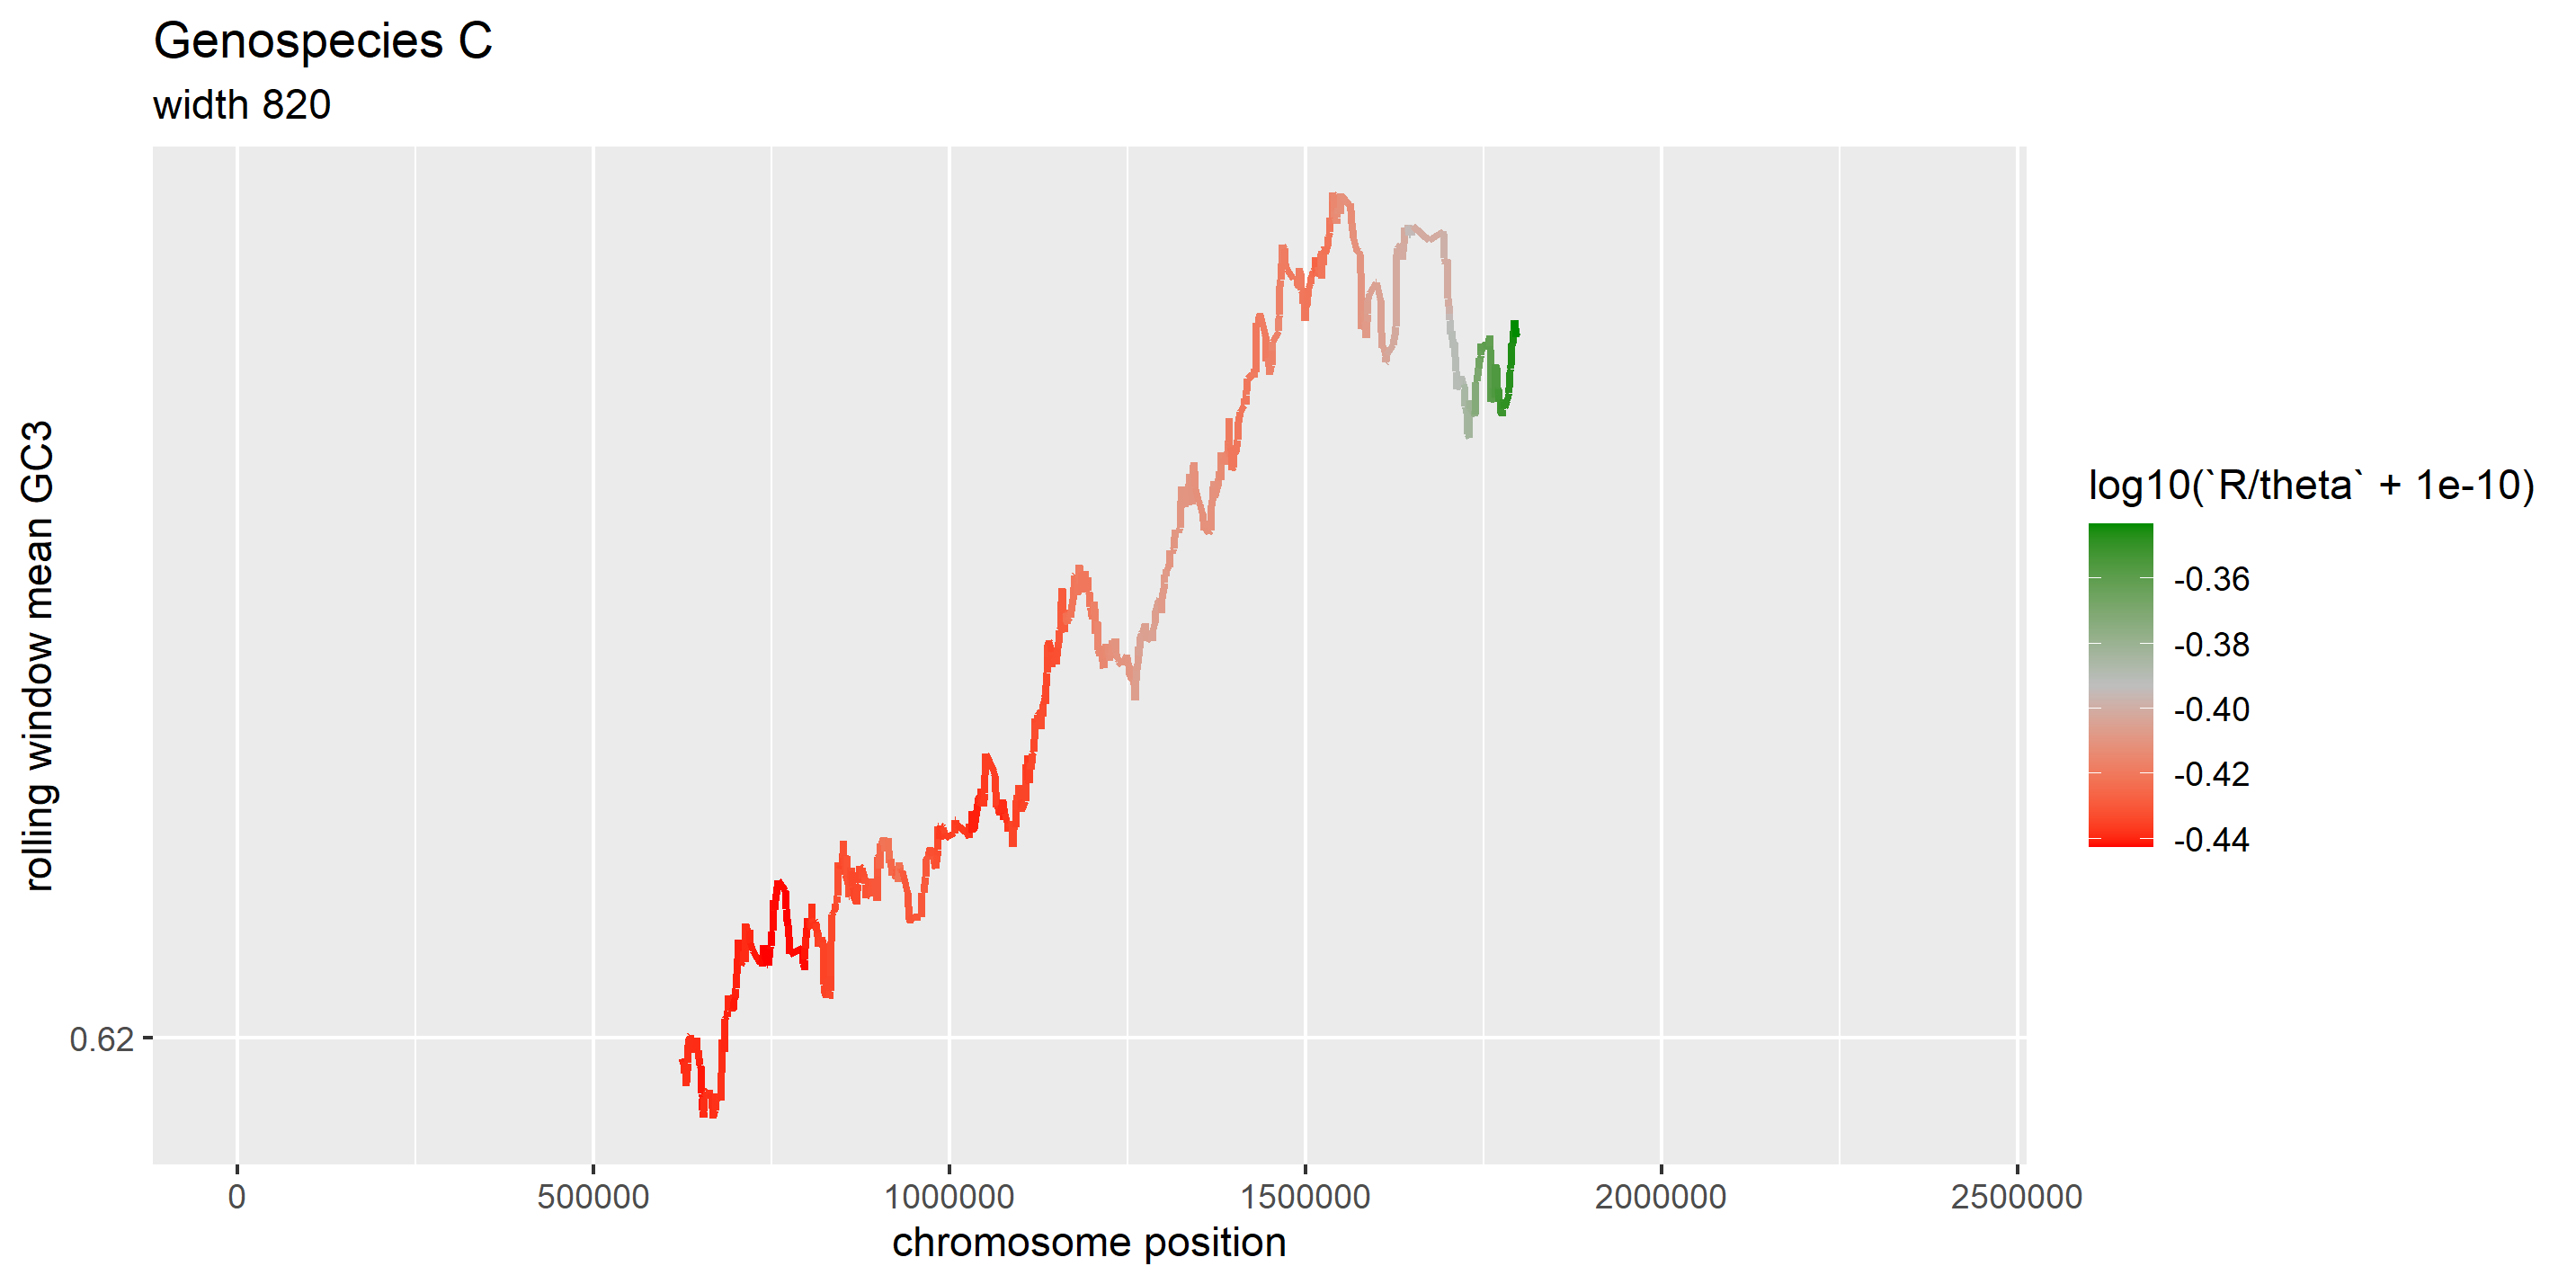 Genospecies C
width 820
rolling window mean GC3
0.62
0 500000 1000000 1500000 2000000 2500000
chromosome position
log10(`R/theta` + 1e-10)
-0.36
-0.38
-0.40
-0.42
-0.44